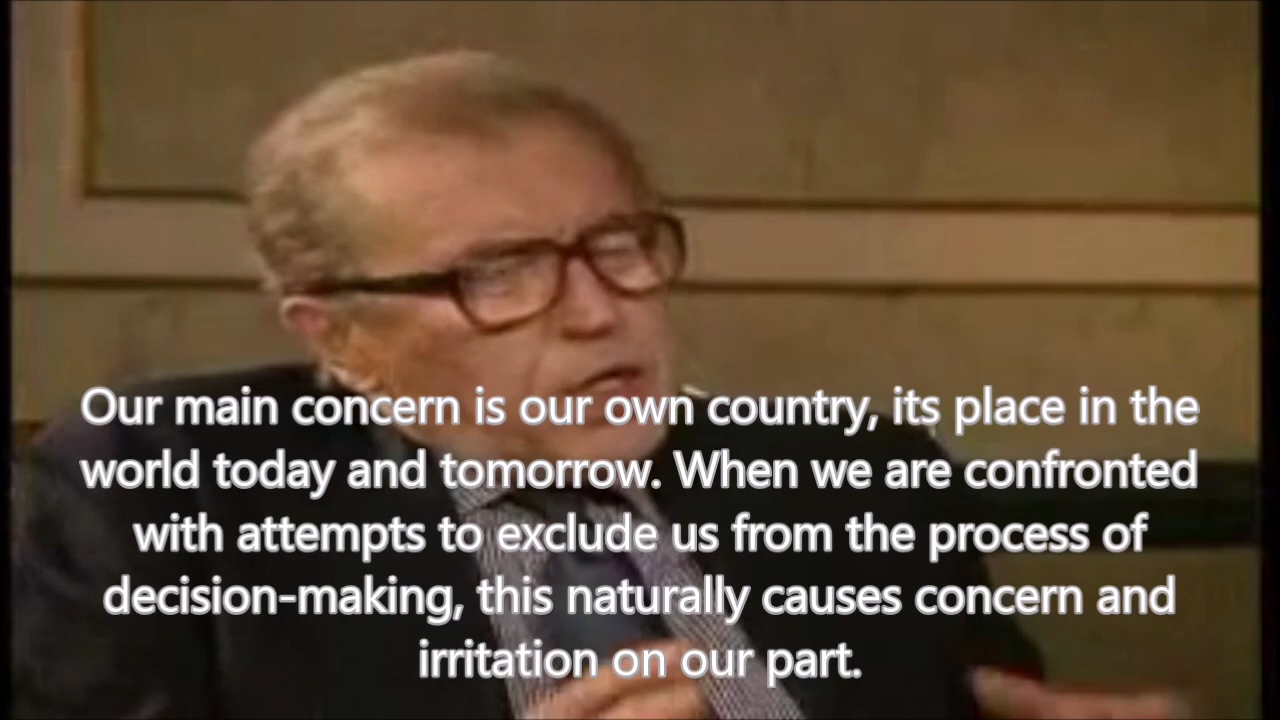 Our main concern is our own country, its place in the
world today and tomorrow. When we are confronted
with attempts to exclude us from the process of
decision-making, this naturally causes concern and
irritation on our part.